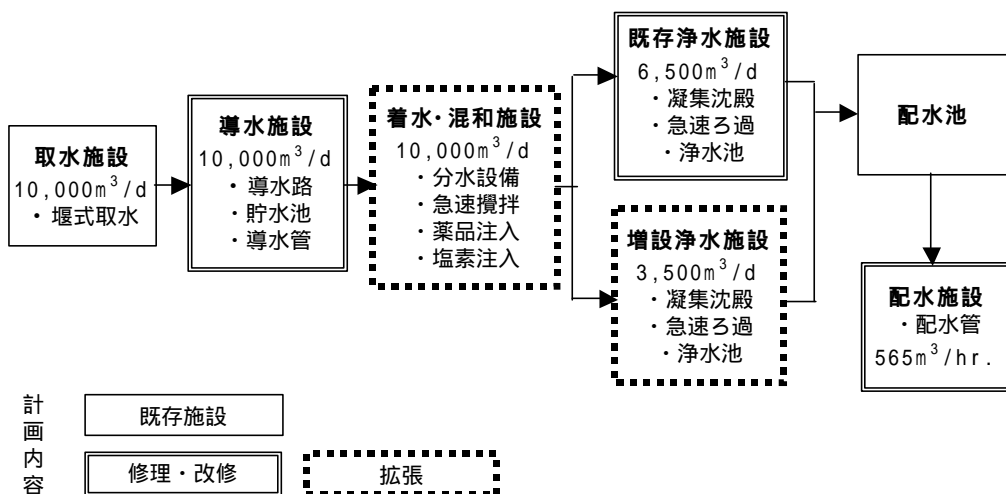 取水施設
10,000m³/d
・堰式取水
導水施設
10,000m³/d
・導水路
・貯水池
・導水管
着水・混和施設
10,000m³/d
・分水設備
・急速攪拌
・薬品注入
・塩素注入
既存浄水施設
6,500m³/d
・凝集沈殿
・急速ろ過
・浄水池
増設浄水施設
3,500m³/d
・凝集沈殿
・急速ろ過
・浄水池
配水池
配水施設
・配水管
565m³/hr.
計画内容
既存施設
修理・改修
拡張